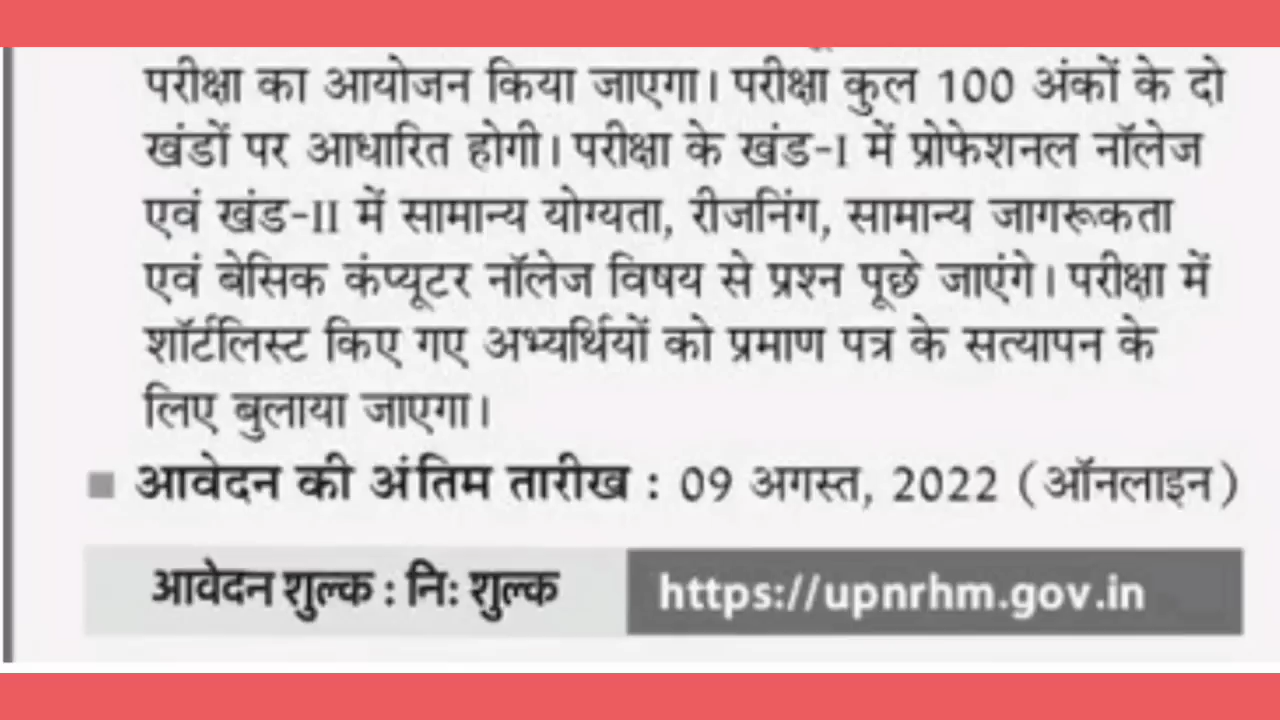 परीक्षा का आयोजन किया जाएगा। परीक्षा कुल 100 अंकों के दो
खंडों पर आधारित होगी। परीक्षा के खंड-I में प्रोफेशनल नॉलेज
एवं खंड-II में सामान्य योग्यता, रीजनिंग, सामान्य जागरूकता
एवं बेसिक कंप्यूटर नॉलेज विषय से प्रश्न पूछे जाएंगे। परीक्षा में
शॉर्टलिस्ट किए गए अभ्यर्थियों को प्रमाण पत्र के सत्यापन के
लिए बुलाया जाएगा।
■ आवेदन की अंतिम तारीख : 09 अगस्त, 2022 (ऑनलाइन)
आवेदन शुल्क : नि: शुल्क https://upnrhm.gov.in